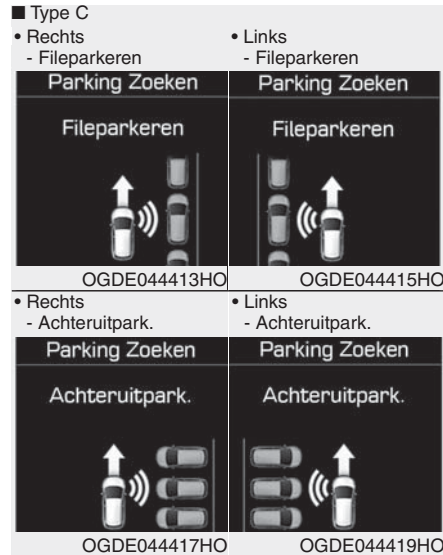 ■ Type C
• Rechts
- Fileparkeren
• Links
- Fileparkeren
Parking Zoeken
Fileparkeren
Parking Zoeken
Fileparkeren
OGDE044413HO
OGDE044415HO
• Rechts
- Achteruitpark.
• Links
- Achteruitpark.
Parking Zoeken
Achteruitpark.
Parking Zoeken
Achteruitpark.
OGDE044417HO
OGDE044419HO